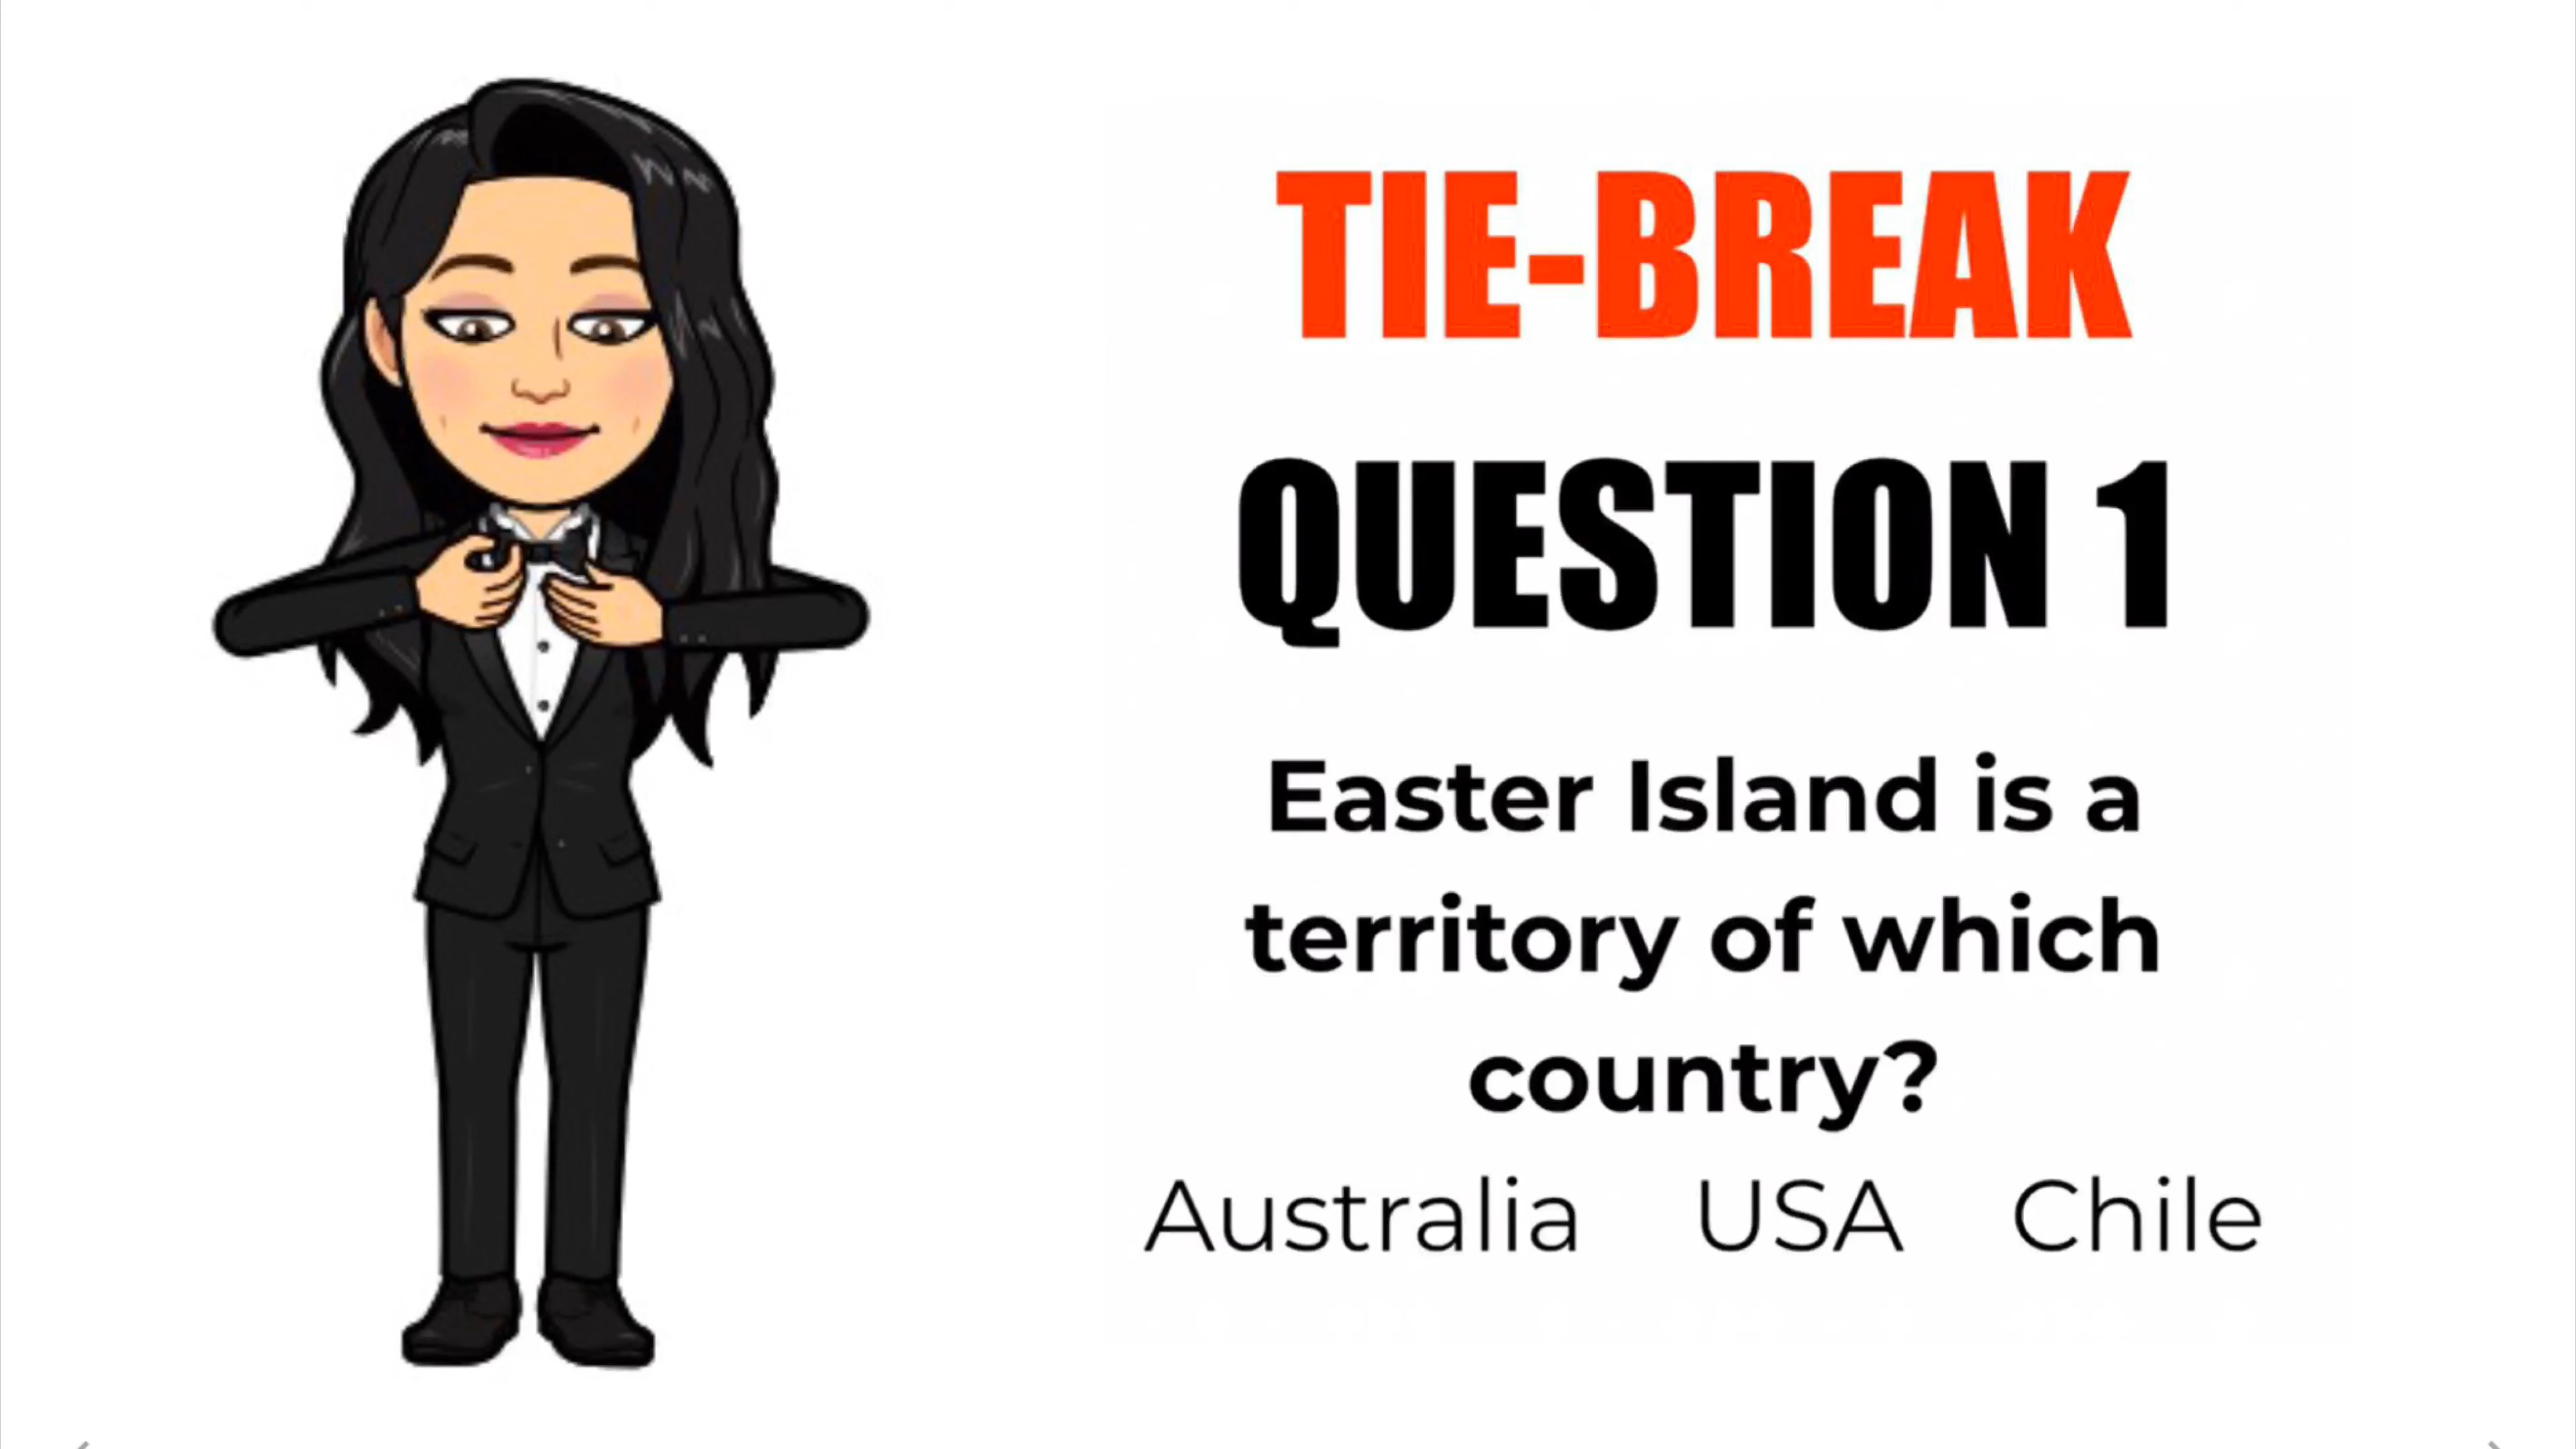 TIE-BREAK
QUESTION 1
Easter Island is a
territory of which
country?
Australia USA Chile